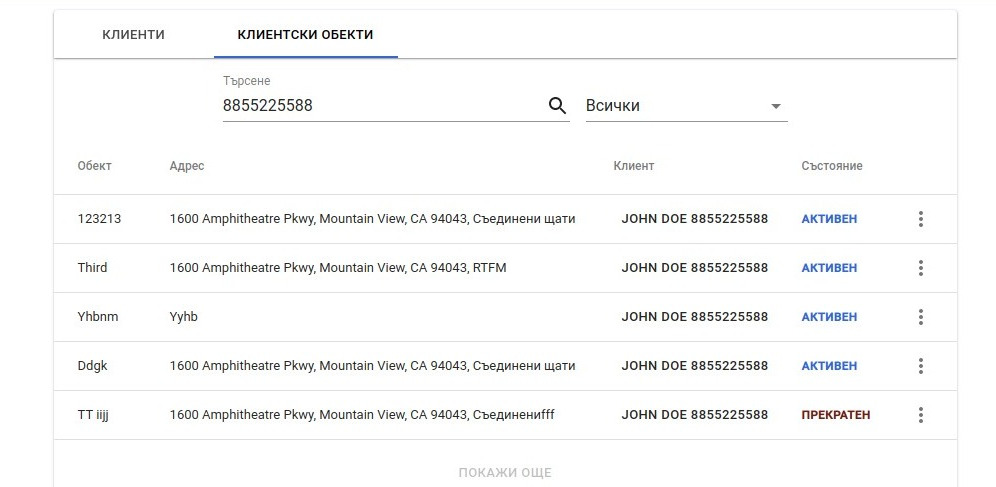 КЛИЕНТИ КЛИЕНТСКИ ОБЕКТИ
Търсене
8855225588 Всички
Обект Адрес Клиент Състояние
123213 1600 Amphitheatre Pkwy, Mountain View, CA 94043, Съединени щати JOHN DOE 8855225588 АКТИВЕН
Third 1600 Amphitheatre Pkwy, Mountain View, CA 94043, RTFM JOHN DOE 8855225588 АКТИВЕН
Yhbnm Yyhb JOHN DOE 8855225588 АКТИВЕН
Ddgk 1600 Amphitheatre Pkwy, Mountain View, CA 94043, Съединени щати JOHN DOE 8855225588 АКТИВЕН
TT iijj 1600 Amphitheatre Pkwy, Mountain View, CA 94043, Съединениfff JOHN DOE 8855225588 ПРЕКРАТЕН
ПОКАЖИ ОЩЕ